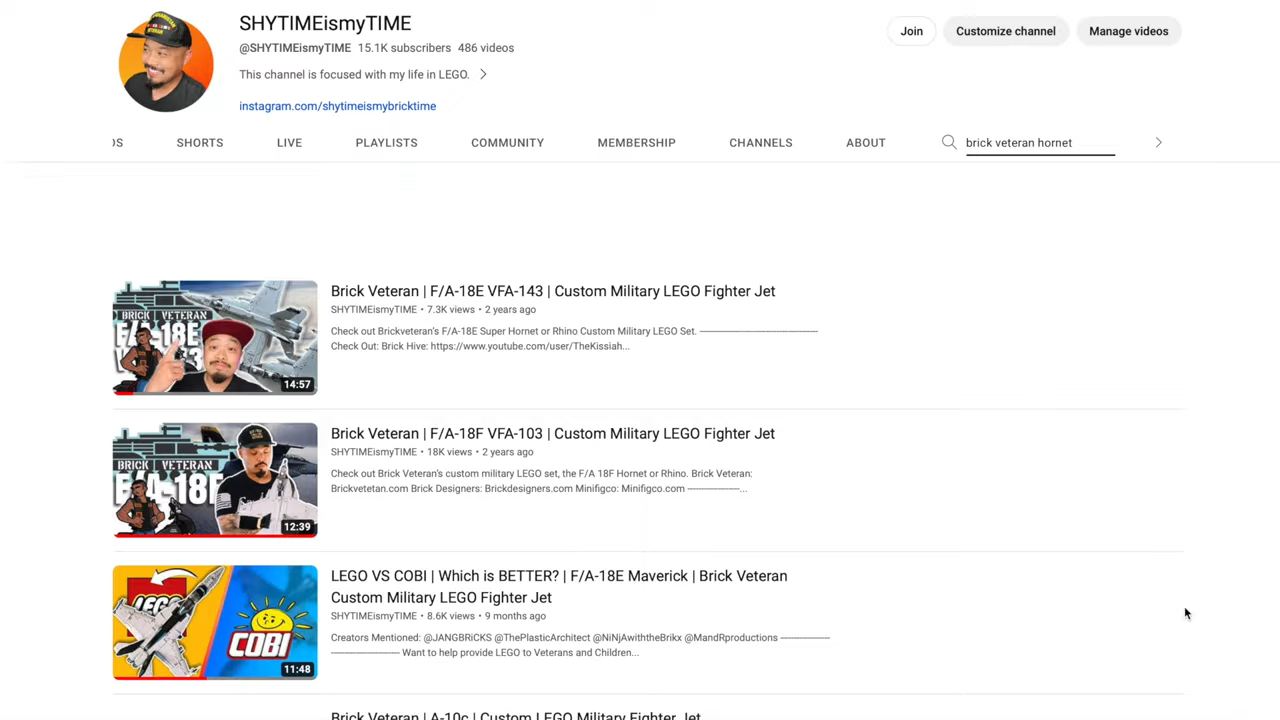 SHYTIMEismyTIME
@SHYTIMEismyTIME 15.1K subscribers 486 videos
This channel is focused with my life in LEGO.
instagram.com/shytimeismybricktime
Join
Customize channel
Manage videos
OS SHORTS LIVE PLAYLISTS COMMUNITY MEMBERSHIP CHANNELS ABOUT brick veteran hornet
BRICK VETERAN
F/A-18E
14:57
Brick Veteran | F/A-18E VFA-143 | Custom Military LEGO Fighter Jet
SHYTIMEismyTIME • 7.3K views • 2 years ago
Check out Brickveteran's F/A-18E Super Hornet or Rhino Custom Military LEGO Set. ----------------------------------------
Check Out: Brick Hive: https://www.youtube.com/user/TheKissiah...
BRICK VETERAN
F/A-18F
12:39
Brick Veteran | F/A-18F VFA-103 | Custom Military LEGO Fighter Jet
SHYTIMEismyTIME • 18K views • 2 years ago
Check out Brick Veteran's custom military LEGO set, the F/A 18F Hornet or Rhino. Brick Veteran:
Brickvetetan.com Brick Designers: Brickdesigners.com Minifigco: Minifigco.com -----------------...
LEGO
COBI
11:48
LEGO VS COBI | Which is BETTER? | F/A-18E Maverick | Brick Veteran
Custom Military LEGO Fighter Jet
SHYTIMEismyTIME • 8.6K views • 9 months ago
Creators Mentioned: @JANGBRiCKS @ThePlasticArchitect @NiNjAwiththeBrikx @MandRproductions ----------------
----------------------- Want to help provide LEGO to Veterans and Children...
Brick Veteran | A-10c | Custom LEGO Military Fighter Jet